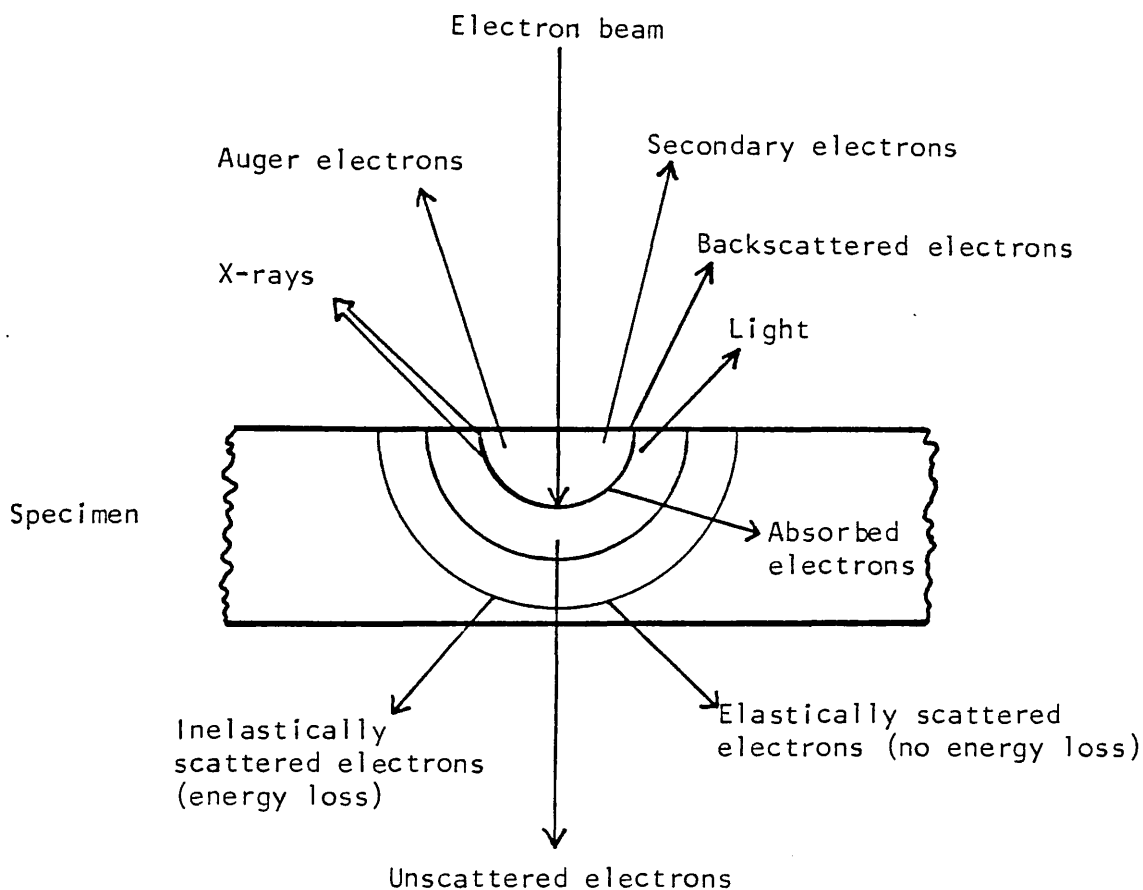 Electron beam
Auger electrons
Secondary electrons
Backscattered electrons
X-rays
Light
Specimen
Absorbed
electrons
Inelastically
scattered electrons
(energy loss)
Elastically scattered
electrons (no energy loss)
Unscattered electrons